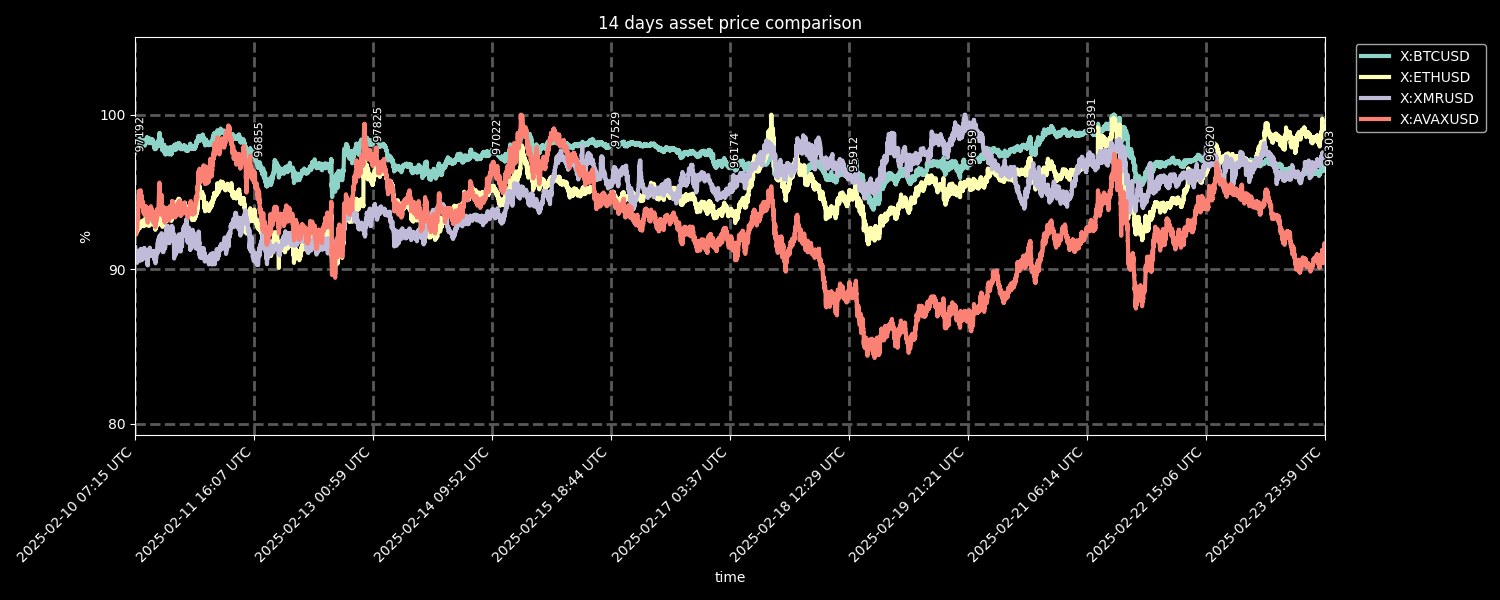 14 days asset price comparison
X:BTCUSD
X:ETHUSD
X:XMRUSD
X:AVAXUSD
100
90
80
%
97192
96855
97825
97022
97529
96174
95912
96359
98391
96620
96303
2025-02-10 07:15 UTC
2025-02-11 16:07 UTC
2025-02-13 00:59 UTC
2025-02-14 09:52 UTC
2025-02-15 18:44 UTC
2025-02-17 03:37 UTC
2025-02-18 12:29 UTC
2025-02-19 21:21 UTC
2025-02-21 06:14 UTC
2025-02-22 15:06 UTC
2025-02-23 23:59 UTC
time